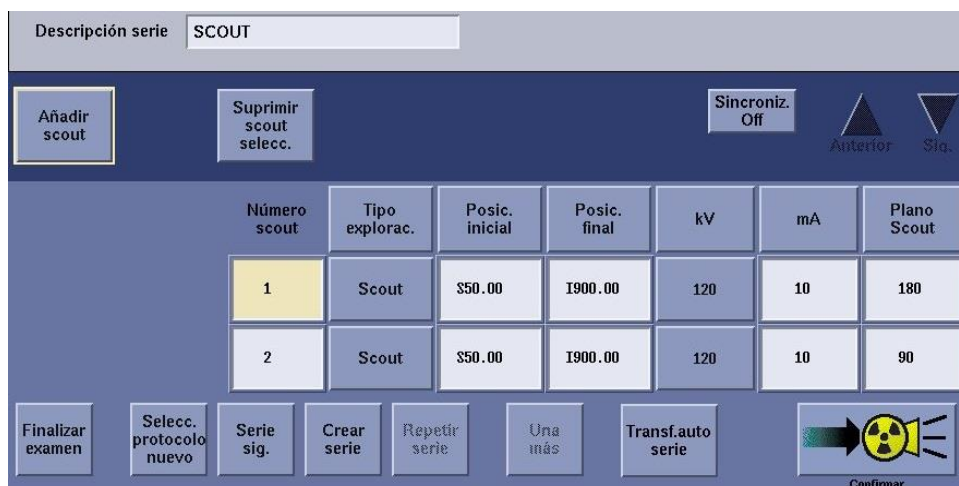 Descripción serie SCOUT
Añadir
scout
Suprimir
scout
selecc.
Sincroniz.
Off
Anterior
Sig.
Número
scout
Tipo
explorac.
Posic.
inicial
Posic.
final
kV
mA
Plano
Scout
1 Scout S50.00 I900.00 120 10 180
2 Scout S50.00 I900.00 120 10 90
Finalizar
examen
Selecc.
protocolo
nuevo
Serie
sig.
Crear
serie
Repetir
serie
Una
más
Transf.auto
serie
Confirmar